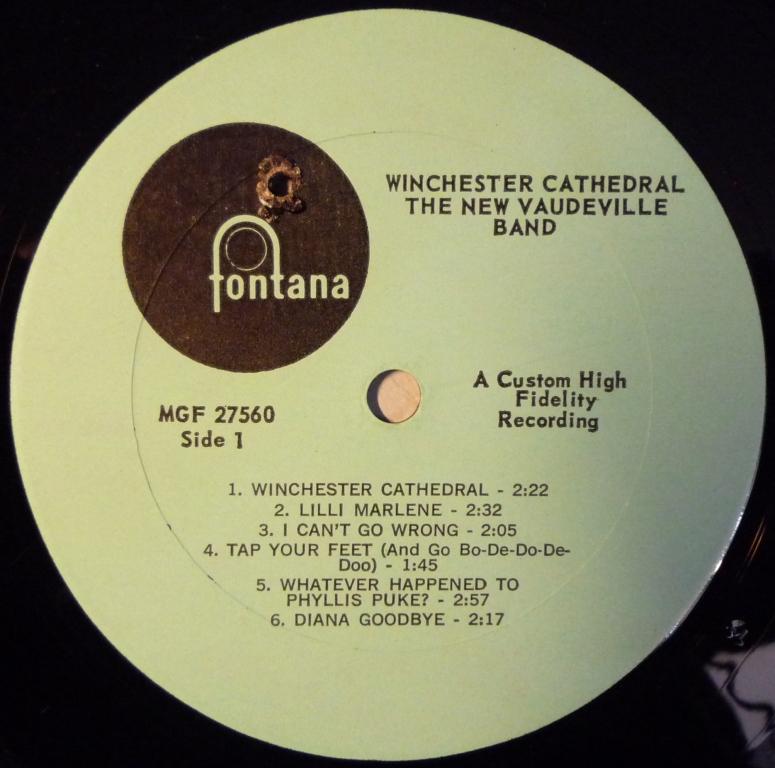 WINCHESTER CATHEDRAL
THE NEW VAUDEVILLE
BAND
fontana
A Custom High
Fidelity
Recording
MGF 27560
Side 1
1. WINCHESTER CATHEDRAL - 2:22
2. LILLI MARLENE - 2:32
3. I CAN'T GO WRONG - 2:05
4. TAP YOUR FEET (And Go Bo-De-Do-De-
Doo) - 1:45
5. WHATEVER HAPPENED TO
PHYLLIS PUKE? - 2:57
6. DIANA GOODBYE - 2:17